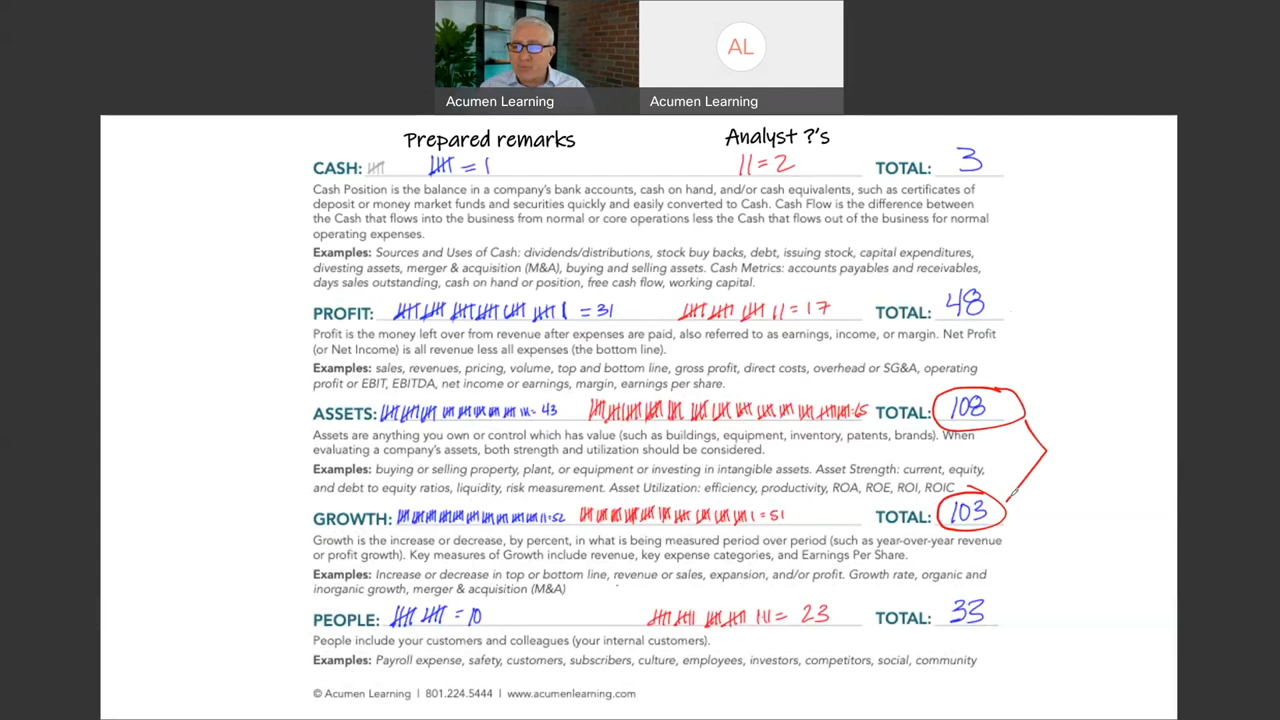 AL
Acumen Learning
Acumen Learning
Prepared remarks
Analyst ?'s
CASH: = 1 = 2 TOTAL: 3
Cash Position is the balance in a company's bank accounts, cash on hand, and/or cash equivalents, such as certificates of
deposit or money market funds and securities quickly and easily converted to Cash. Cash Flow is the difference between
the Cash that flows into the business from normal or core operations less the Cash that flows out of the business for normal
operating expenses.
Examples: Sources and Uses of Cash: dividends/distributions, stock buy backs, debt, issuing stock, capital expenditures,
divesting assets, merger & acquisition (M&A), buying and selling assets. Cash Metrics: accounts payables and receivables,
days sales outstanding, cash on hand or position, free cash flow, working capital.
PROFIT: = 31 = 17 TOTAL: 48
Profit is the money left over from revenue after expenses are paid, also referred to as earnings, income, or margin. Net Profit
(or Net Income) is all revenue less all expenses (the bottom line).
Examples: sales, revenues, pricing, volume, top and bottom line, gross profit, direct costs, overhead or SG&A, operating
profit or EBIT, EBITDA, net income or earnings, margin, earnings per share.
ASSETS: = 43 =65 TOTAL: 108
Assets are anything you own or control which has value (such as buildings, equipment, inventory, patents, brands). When
evaluating a company's assets, both strength and utilization should be considered.
Examples: buying or selling property, plant, or equipment or investing in intangible assets. Asset Strength: current, equity,
and debt to equity ratios, liquidity, risk measurement. Asset Utilization: efficiency, productivity, ROA, ROE, ROI, ROIC
GROWTH: =52 = 51 TOTAL: 103
Growth is the increase or decrease, by percent, in what is being measured period over period (such as year-over-year revenue
or profit growth). Key measures of Growth include revenue, key expense categories, and Earnings Per Share.
Examples: Increase or decrease in top or bottom line, revenue or sales, expansion, and/or profit. Growth rate, organic and
inorganic growth, merger & acquisition (M&A)
PEOPLE: = 10 = 23 TOTAL: 33
People include your customers and colleagues (your internal customers).
Examples: Payroll expense, safety, customers, subscribers, culture, employees, investors, competitors, social, community
© Acumen Learning | 801.224.5444 | www.acumenlearning.com